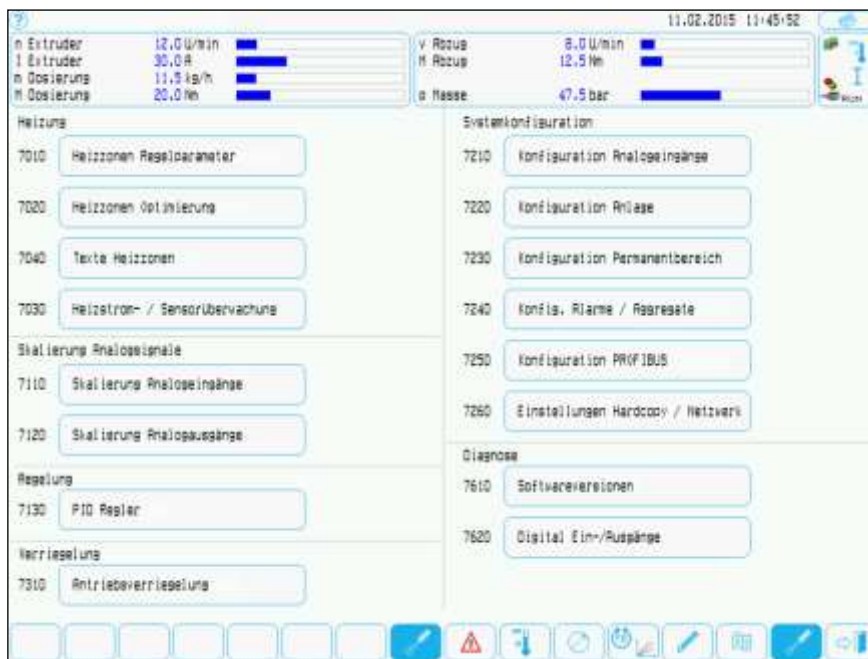 ?
11.02.2015 11:45:52
n Extruder 12.0 U/min
I Extruder 30.0 A
m Dosierung 11.5 kg/h
M Dosierung 20.0 Nm
v Abzug 8.0 U/min
M Abzug 12.5 Nm
p Masse 47.5 bar
Heizung
7010 Heizzonen Regelparameter
7020 Heizzonen Optimierung
7040 Texte Heizzonen
7030 Heizstrom- / Sensorüberwachung
Skalierung Analogsignale
7110 Skalierung Analogeingänge
7120 Skalierung Analogausgänge
Regelung
7130 PID Regler
Verriegelung
7310 Antriebsverriegelung
Systemkonfiguration
7210 Konfiguration Analogeingänge
7220 Konfiguration Anlage
7230 Konfiguration Permanentbereich
7240 Konfig. Alarme / Aggregate
7250 Konfiguration PROFIBUS
7260 Einstellungen Hardcopy / Netzwerk
Diagnose
7610 Softwareversionen
7620 Digital Ein-/Ausgänge